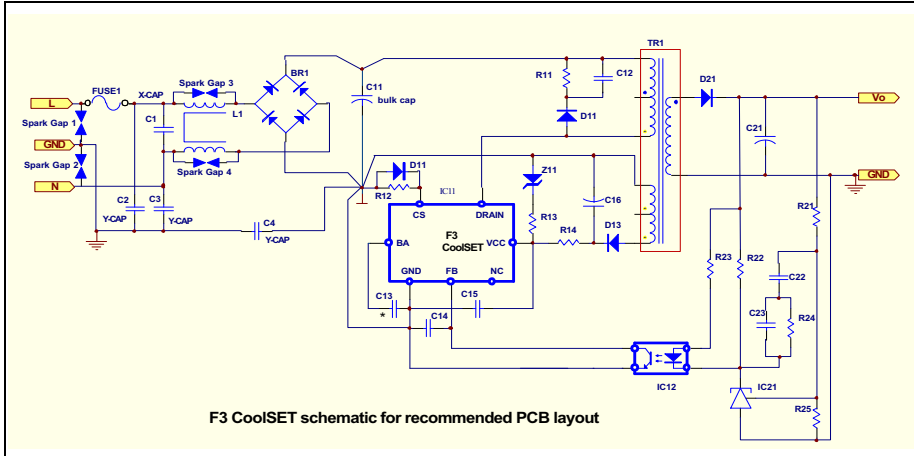 TR1
FUSE1
X-CAP
Spark Gap 3
BR1
C11
bulk cap
R11
C12
D21
L
Vo
Spark Gap 1
C1
L1
D11
C21
GND
Spark Gap 2
Spark Gap 4
N
D11
Z11
GND
R12
IC11
C16
C2
C3
Y-CAP
Y-CAP
C4
Y-CAP
CS
DRAIN
R13
R21
F3
CoolSET
BA
VCC
R14
D13
GND
FB
NC
R23
R22
C22
C13
*
C15
C14
C23
R24
IC12
IC21
R25
F3 CoolSET schematic for recommended PCB layout